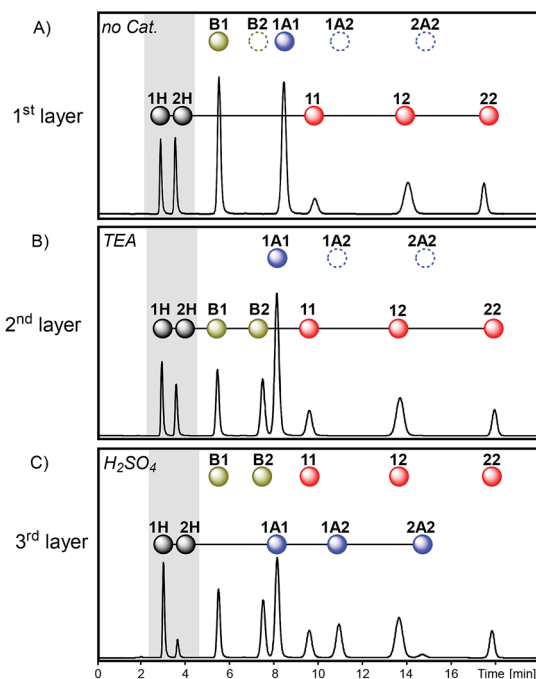 A)
no Cat.
B1 B2 1A1 1A2 2A2
1H 2H 11 12 22
1st layer
B)
TEA
1A1 1A2 2A2
1H 2H B1 B2 11 12 22
2nd layer
C)
H2SO4
B1 B2 11 12 22
1H 2H 1A1 1A2 2A2
3rd layer
0 2 4 6 8 10 12 14 16 Time [min]